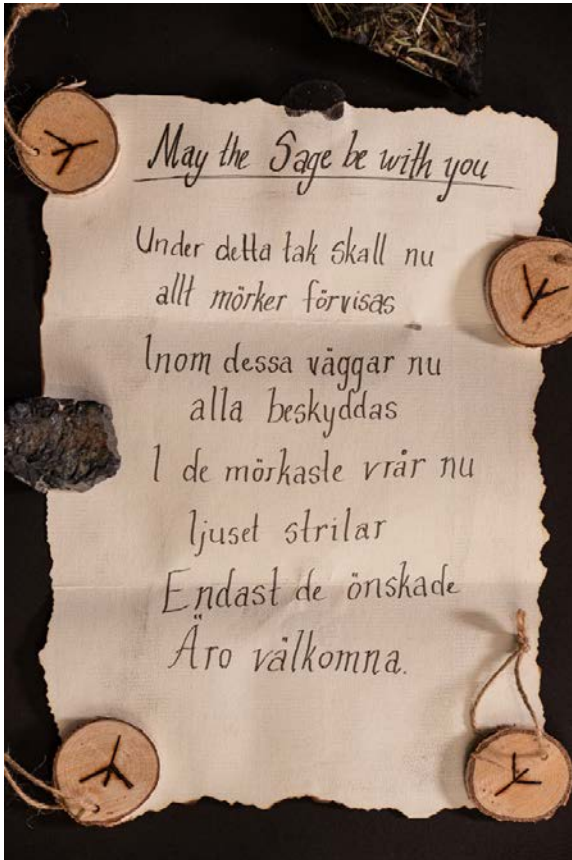 May the Sage be with you
Under detta tak skall nu
allt mörker förvisas
Inom dessa väggar nu
alla beskyddas
I de mörkaste vrår nu
ljuset strilar
Endast de önskade
Äro välkomna.